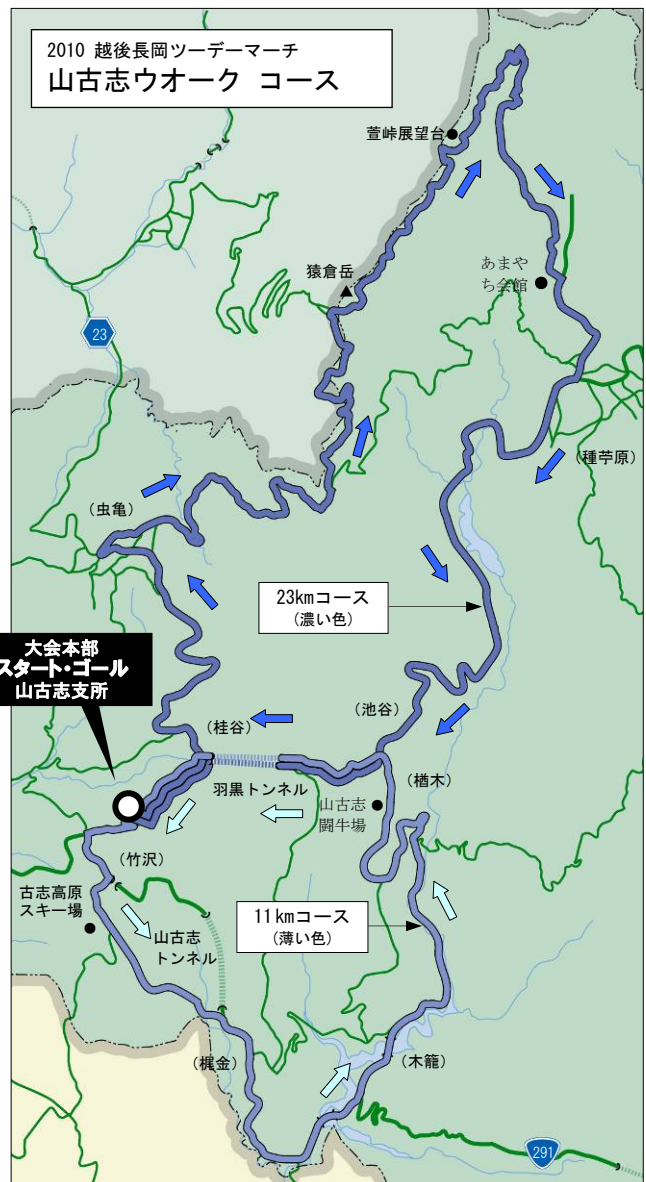 2010 越後長岡ツーデーマーチ
山古志ウオーク コース
萱峠展望台
猿倉岳
あまや
ち会館
23
(種苧原)
(虫亀)
23kmコース
(濃い色)
大会本部
スタート・ゴール
山古志支所
(池谷)
(桂谷)
(楢木)
羽黒トンネル
山古志
闘牛場
(竹沢)
古志高原
スキー場
11kmコース
(薄い色)
山古志
トンネル
(梶金)
(木籠)
291